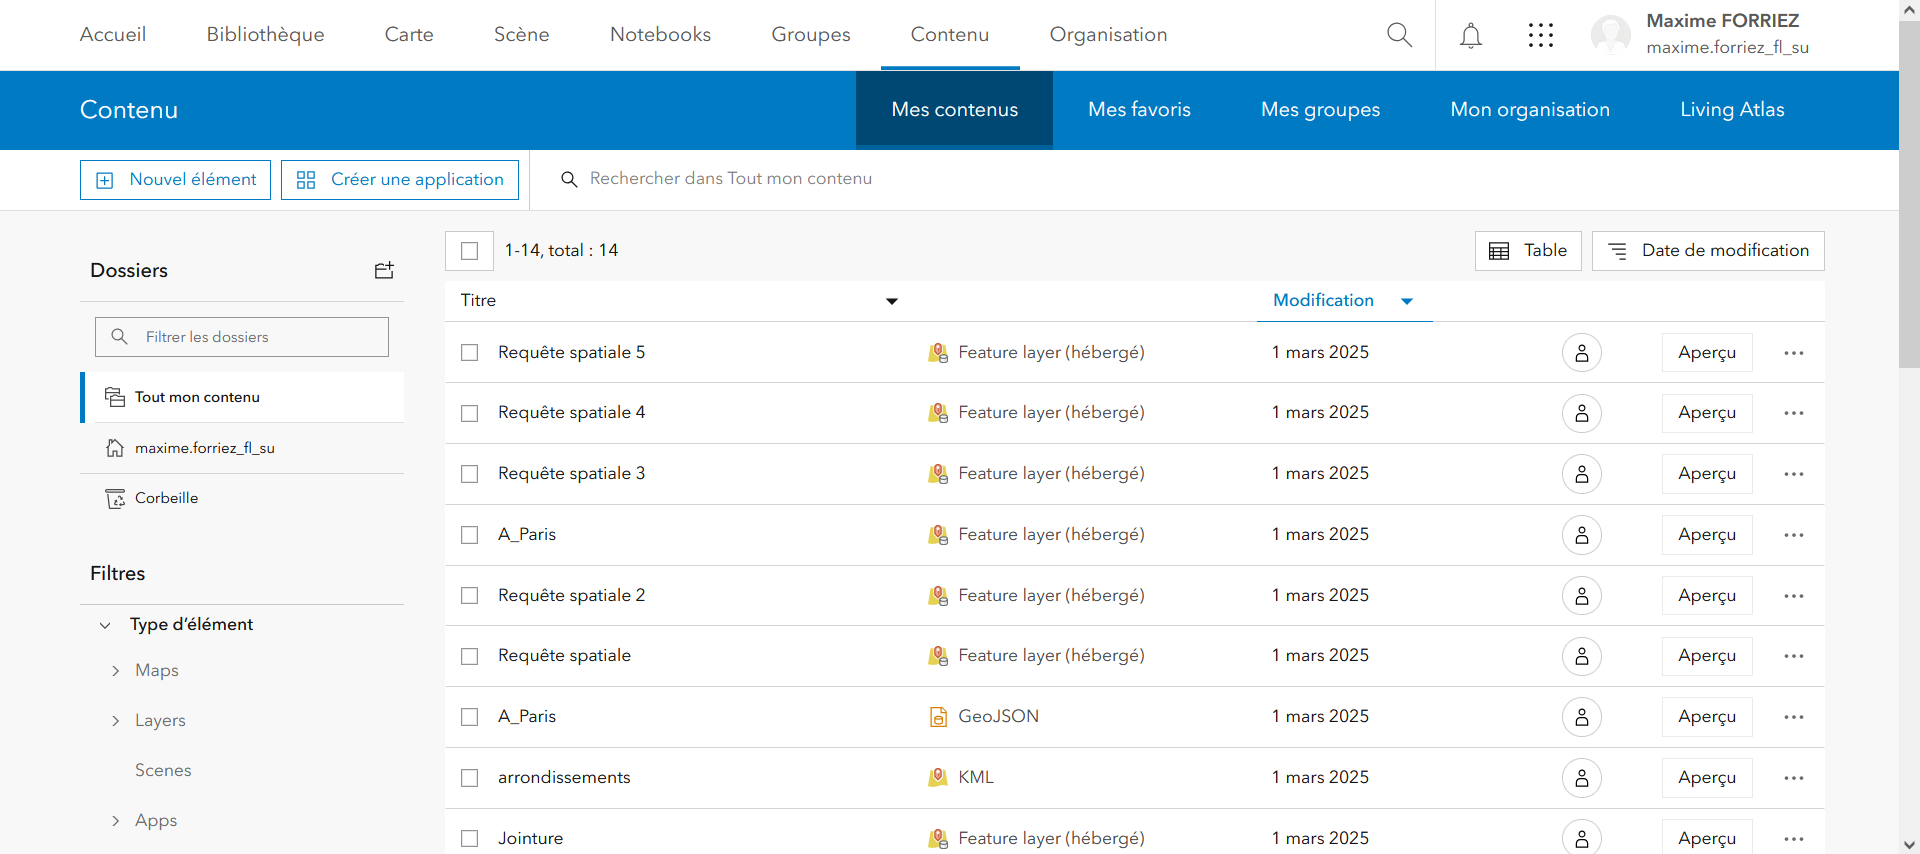 Accueil Bibliothèque Carte Scène Notebooks Groupes Contenu Organisation
Maxime FORRIEZ
maxime.forriez_fl_su
Contenu Mes contenus Mes favoris Mes groupes Mon organisation Living Atlas
Nouvel élément Créer une application Rechercher dans Tout mon contenu
Dossiers
Filtrer les dossiers
Tout mon contenu
maxime.forriez_fl_su
Corbeille
Filtres
Type d'élément
Maps
Layers
Scenes
Apps
1-14, total : 14 Table Date de modification
Titre Modification
Requête spatiale 5 Feature layer (hébergé) 1 mars 2025 Aperçu
Requête spatiale 4 Feature layer (hébergé) 1 mars 2025 Aperçu
Requête spatiale 3 Feature layer (hébergé) 1 mars 2025 Aperçu
A_Paris Feature layer (hébergé) 1 mars 2025 Aperçu
Requête spatiale 2 Feature layer (hébergé) 1 mars 2025 Aperçu
Requête spatiale Feature layer (hébergé) 1 mars 2025 Aperçu
A_Paris GeoJSON 1 mars 2025 Aperçu
arrondissements KML 1 mars 2025 Aperçu
Jointure Feature layer (hébergé) 1 mars 2025 Aperçu